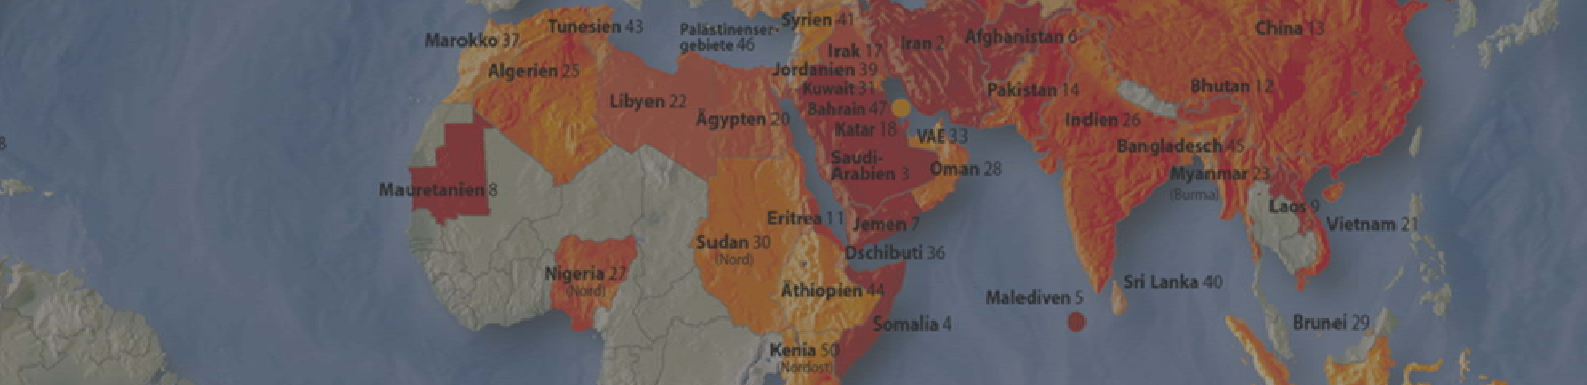 Marokko 37
Tunesien 43
Palästinenser-
gebiete 46
Syrien 41
Irak 17
Iran 2
Afghanistan 6
China 13
Algerien 25
Jordanien 39
Kuwait 31
Pakistan 14
Bhutan 12
Libyen 22
Ägypten 20
Bahrain 47
Katar 18
VAE 33
Indien 26
Bangladesch 45
8
Saudi-
Arabien 3
Oman 28
Myanmar 23
(Burma)
Mauretanien 8
Laos 9
Eritrea 11
Jemen 7
Vietnam 21
Sudan 30
(Nord)
Dschibuti 36
Nigeria 27
(Nord)
Äthiopien 44
Sri Lanka 40
Malediven 5
Somalia 4
Brunei 29
Kenia 50
(Nordost)